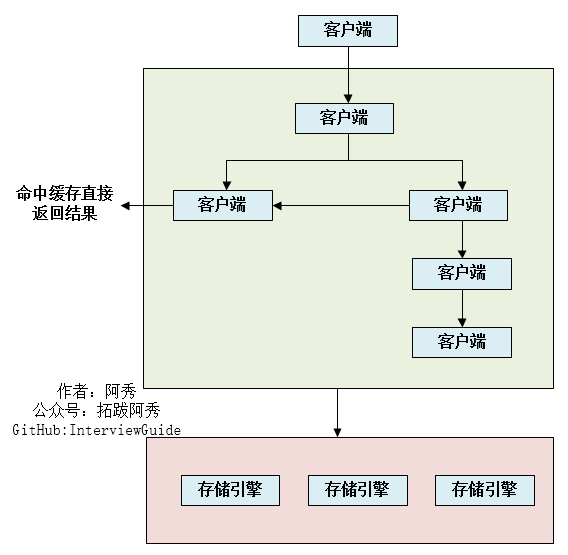 客户端
客户端
命中缓存直接
返回结果
客户端
客户端
客户端
客户端
作者：阿秀
公众号：拓跋阿秀
GitHub:InterviewGuide
存储引擎
存储引擎
存储引擎